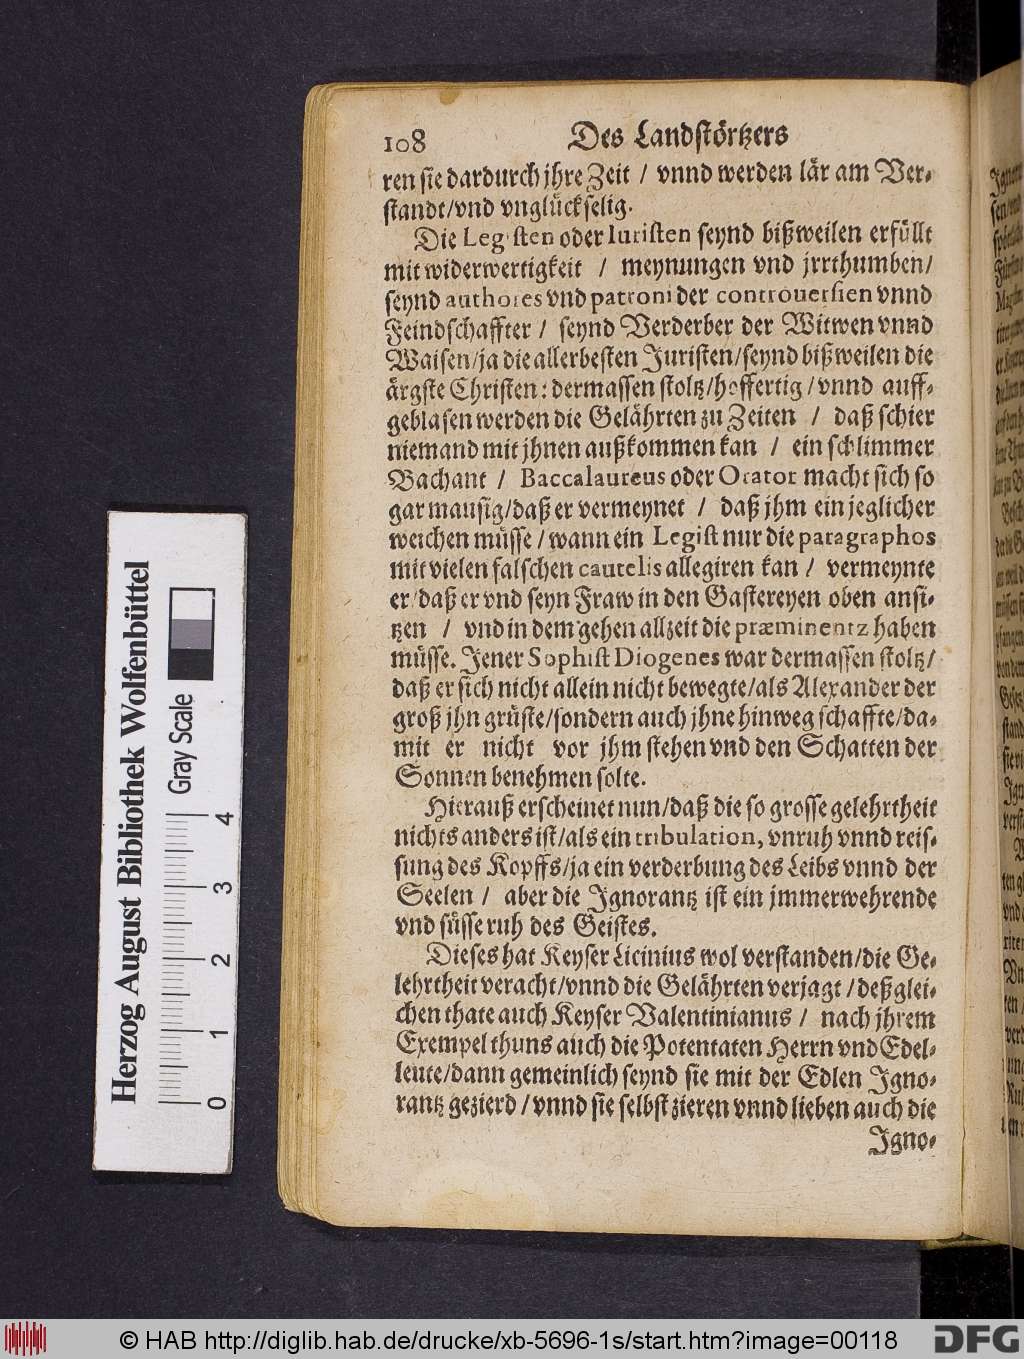 108 Des Landstörtzers
ren sie dardurch jhre Zeit / vnnd werden lär am Ver-
standt/vnd vnglückselig.
Die Legisten oder Iuristen seynd bißweilen erfüllt
mit widerwertigkeit / meynungen vnd jrrthumben/
seynd authores vnd patroni der controuersien vnnd
Feindschaffter / seynd Verderber der Witwen vnnd
Waisen/ja die allerbesten Juristen/seynd bißweilen die
ärgste Christen: dermassen stoltz/hoffertig/vnnd auff-
geblasen werden die Gelährten zu Zeiten / daß schier
niemand mit jhnen außkommen kan / ein schlimmer
Bachant / Baccalaureus oder Orator macht sich so
gar mausig/daß er vermeynet / daß jhm ein jeglicher
weichen müsse/wann ein Legist nur die paragraphos
mit vielen falschen cautelis allegiren kan / vermeynte
er/daß er vnd seyn Fraw in den Gastereyen oben ansi-
tzen / vnd in dem gehen allzeit die præminentz haben
müsse. Jener Sophist Diogenes war dermassen stoltz/
daß er sich nicht allein nicht bewegte/als Alexander der
groß jhn grüste/sondern auch jhne hinweg schaffte/da-
mit er nicht vor jhm stehen vnd den Schatten der
Sonnen benehmen solte.
Hierauß erscheinet nun/daß die so grosse gelehrtheit
nichts anders ist/als ein tribulation, vnruh vnnd reis-
sung des Kopffs/ja ein verderbung des Leibs vnnd der
Seelen / aber die Ignorantz ist ein jmmerwehrende
vnd süsse ruh des Geistes.
Dieses hat Keyser Licinius wol verstanden/die Ge-
lehrtheit veracht/vnnd die Gelährten verjagt/deßglei-
chen thate auch Keyser Valentinianus / nach jhrem
Exempel thuns auch die Potentaten Herrn vnd Edel-
leute/dann gemeinlich seynd sie mit der Edlen Igno-
rantz gezierd/vnnd sie selbst zieren vnnd lieben auch die
Igno-
Herzog August Bibliothek Wolfenbüttel
Gray Scale
0 1 2 3 4
© HAB http://diglib.hab.de/drucke/xb-5696-1s/start.htm?image=00118
DFG